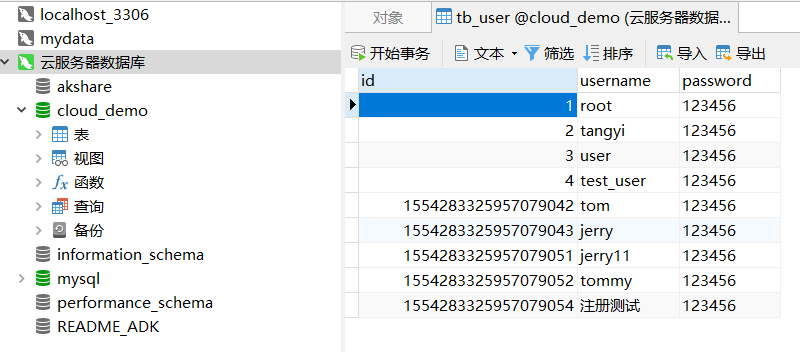 localhost_3306
mydata
云服务器数据库
akshare
cloud_demo
表
视图
fx 函数
查询
备份
information_schema
mysql
performance_schema
README_ADK
对象 tb_user @cloud_demo (云服务器数据...
开始事务 文本 筛选 排序 导入 导出
id username password
1 root 123456
2 tangyi 123456
3 user 123456
4 test_user 123456
1554283325957079042 tom 123456
1554283325957079043 jerry 123456
1554283325957079051 jerry11 123456
1554283325957079052 tommy 123456
1554283325957079054 注册测试 123456